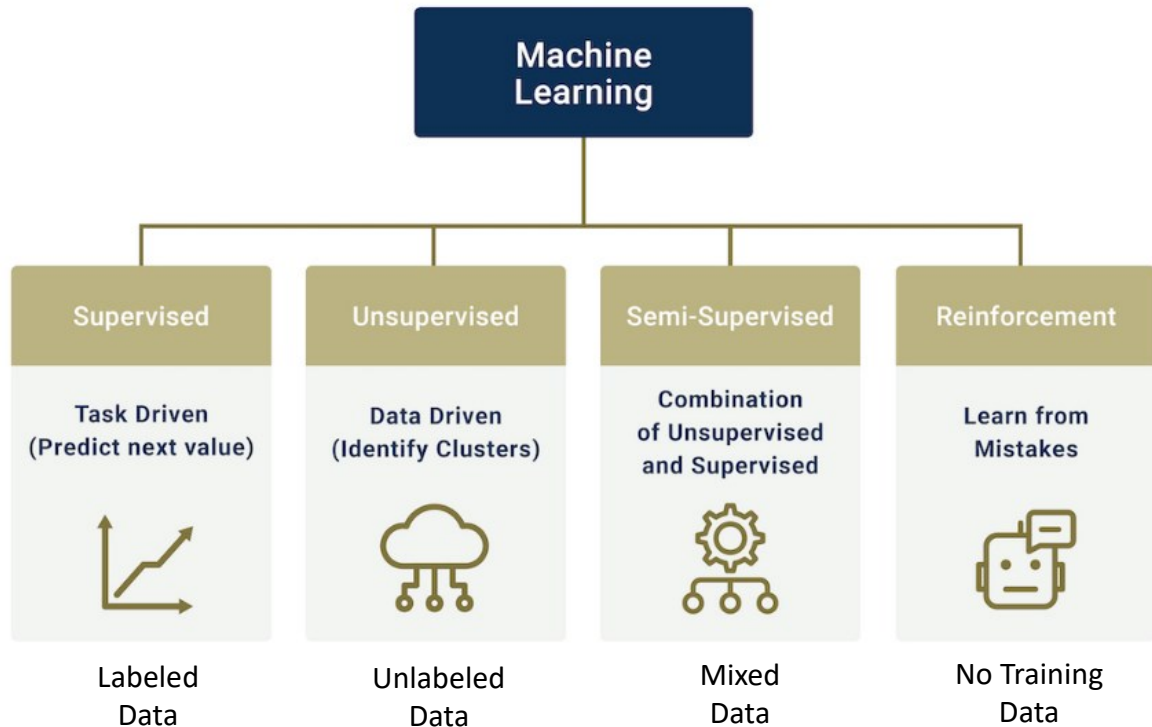 Machine
Learning
Supervised
Task Driven
(Predict next value)
Labeled
Data
Unsupervised
Data Driven
(Identify Clusters)
Unlabeled
Data
Semi-Supervised
Combination
of Unsupervised
and Supervised
Mixed
Data
Reinforcement
Learn from
Mistakes
No Training
Data